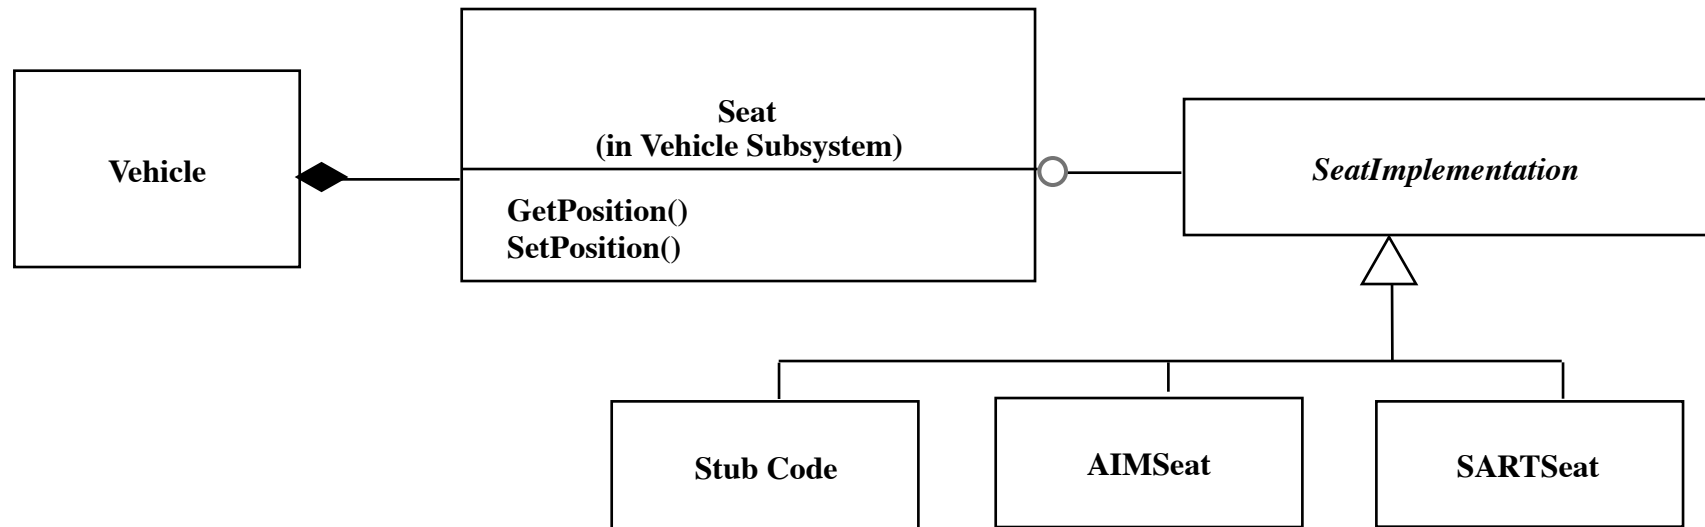 Vehicle
Seat
(in Vehicle Subsystem)
GetPosition()
SetPosition()
SeatImplementation
Stub Code
AIMSeat
SARTSeat